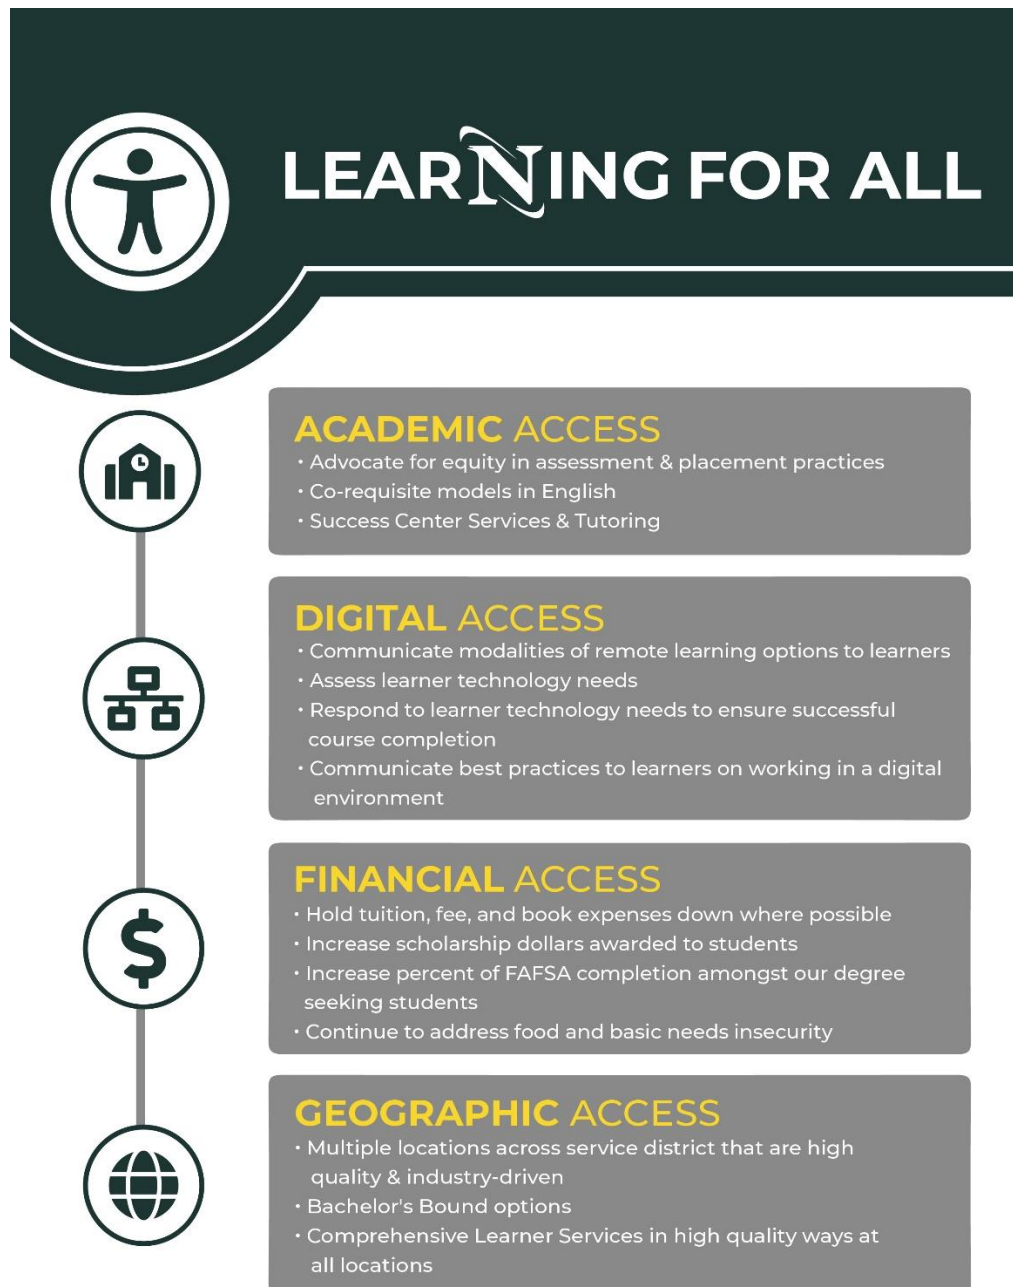 LEARNING FOR ALL
ACADEMIC ACCESS
• Advocate for equity in assessment & placement practices
• Co-requisite models in English
• Success Center Services & Tutoring
DIGITAL ACCESS
• Communicate modalities of remote learning options to learners
• Assess learner technology needs
• Respond to learner technology needs to ensure successful
course completion
• Communicate best practices to learners on working in a digital
environment
FINANCIAL ACCESS
• Hold tuition, fee, and book expenses down where possible
• Increase scholarship dollars awarded to students
• Increase percent of FAFSA completion amongst our degree
seeking students
• Continue to address food and basic needs insecurity
GEOGRAPHIC ACCESS
• Multiple locations across service district that are high
quality & industry-driven
• Bachelor's Bound options
• Comprehensive Learner Services in high quality ways at
all locations